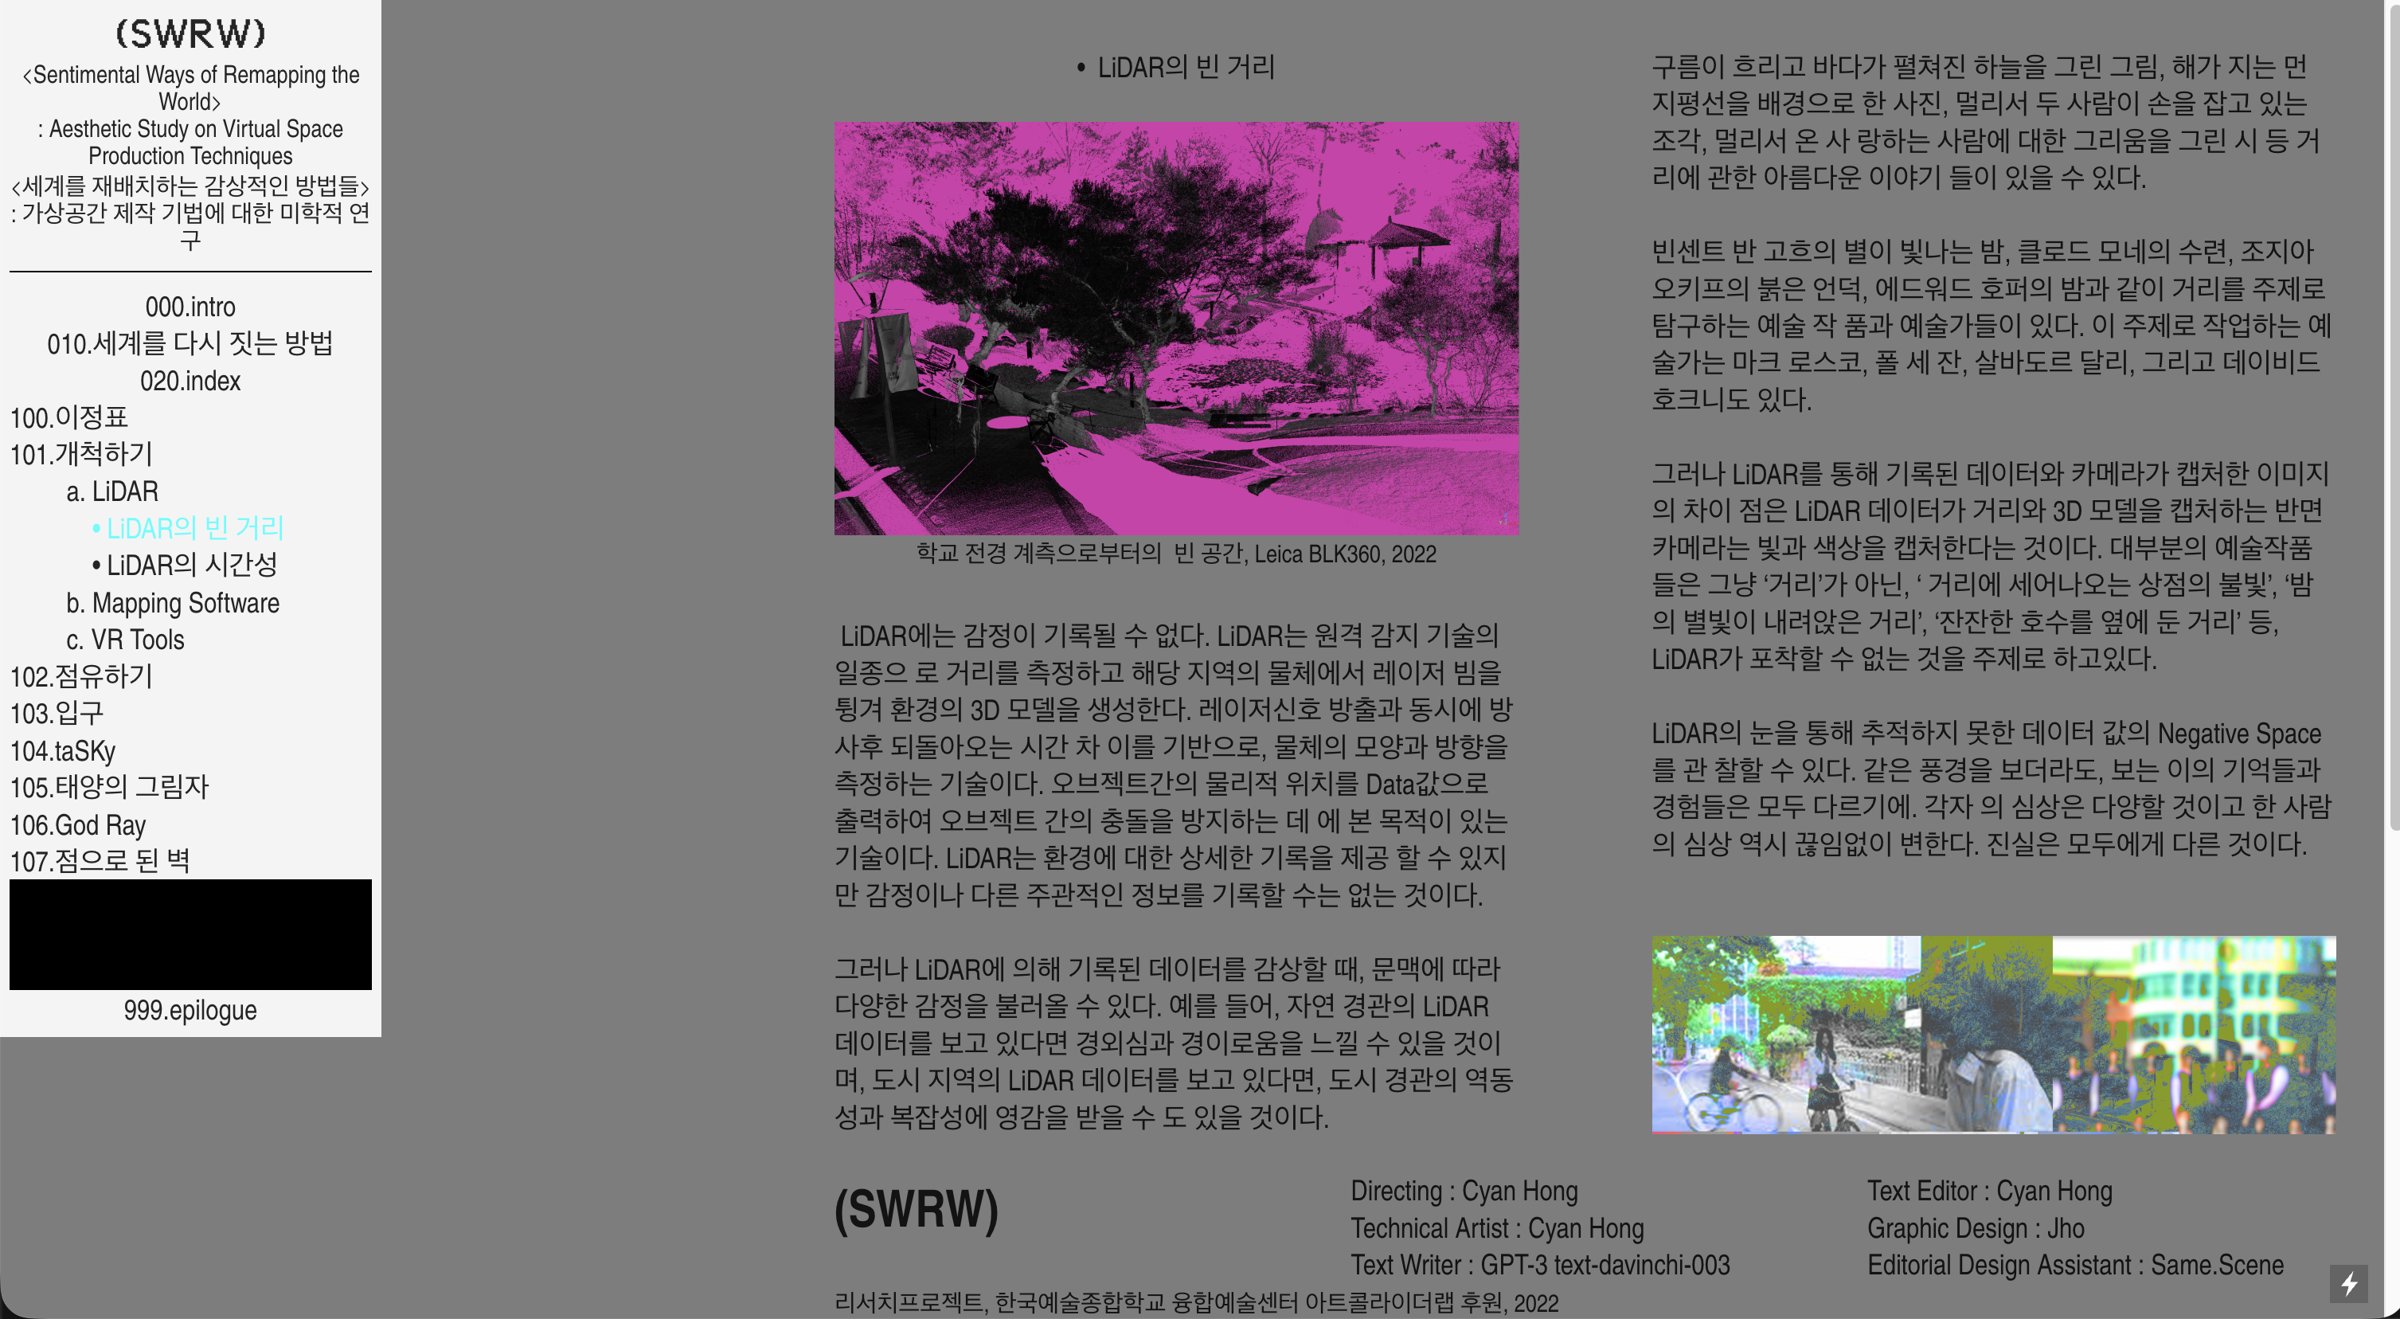 (SWRW)
<Sentimental Ways of Remapping the
World>
: Aesthetic Study on Virtual Space
Production Techniques
<세계를 재배치하는 감상적인 방법들>
: 가상공간 제작 기법에 대한 미학적 연
구
000.intro
010.세계를 다시 짓는 방법
020.index
100.이정표
101.개척하기
a. LiDAR
• LiDAR의 빈 거리
• LiDAR의 시간성
b. Mapping Software
c. VR Tools
102.점유하기
103.입구
104.taSKy
105.태양의 그림자
106.God Ray
107.점으로 된 벽
999.epilogue
• LiDAR의 빈 거리
학교 전경 계측으로부터의 빈 공간, Leica BLK360, 2022
LiDAR에는 감정이 기록될 수 없다. LiDAR는 원격 감지 기술의
일종으 로 거리를 측정하고 해당 지역의 물체에서 레이저 빔을
튕겨 환경의 3D 모델을 생성한다. 레이저신호 방출과 동시에 방
사후 되돌아오는 시간 차 이를 기반으로, 물체의 모양과 방향을
측정하는 기술이다. 오브젝트간의 물리적 위치를 Data값으로
출력하여 오브젝트 간의 충돌을 방지하는 데 에 본 목적이 있는
기술이다. LiDAR는 환경에 대한 상세한 기록을 제공 할 수 있지
만 감정이나 다른 주관적인 정보를 기록할 수는 없는 것이다.
그러나 LiDAR에 의해 기록된 데이터를 감상할 때, 문맥에 따라
다양한 감정을 불러올 수 있다. 예를 들어, 자연 경관의 LiDAR
데이터를 보고 있다면 경외심과 경이로움을 느낄 수 있을 것이
며, 도시 지역의 LiDAR 데이터를 보고 있다면, 도시 경관의 역동
성과 복잡성에 영감을 받을 수 도 있을 것이다.
구름이 흐리고 바다가 펼쳐진 하늘을 그린 그림, 해가 지는 먼
지평선을 배경으로 한 사진, 멀리서 두 사람이 손을 잡고 있는
조각, 멀리서 온 사 랑하는 사람에 대한 그리움을 그린 시 등 거
리에 관한 아름다운 이야기 들이 있을 수 있다.
빈센트 반 고흐의 별이 빛나는 밤, 클로드 모네의 수련, 조지아
오키프의 붉은 언덕, 에드워드 호퍼의 밤과 같이 거리를 주제로
탐구하는 예술 작 품과 예술가들이 있다. 이 주제로 작업하는 예
술가는 마크 로스코, 폴 세 잔, 살바도르 달리, 그리고 데이비드
호크니도 있다.
그러나 LiDAR를 통해 기록된 데이터와 카메라가 캡처한 이미지
의 차이 점은 LiDAR 데이터가 거리와 3D 모델을 캡처하는 반면
카메라는 빛과 색상을 캡처한다는 것이다. 대부분의 예술작품
들은 그냥 ‘거리’가 아닌, ‘ 거리에 세어나오는 상점의 불빛’, ‘밤
의 별빛이 내려앉은 거리’, ‘잔잔한 호수를 옆에 둔 거리’ 등,
LiDAR가 포착할 수 없는 것을 주제로 하고있다.
LiDAR의 눈을 통해 추적하지 못한 데이터 값의 Negative Space
를 관 찰할 수 있다. 같은 풍경을 보더라도, 보는 이의 기억들과
경험들은 모두 다르기에. 각자 의 심상은 다양할 것이고 한 사람
의 심상 역시 끊임없이 변한다. 진실은 모두에게 다른 것이다.
(SWRW)
Directing : Cyan Hong
Technical Artist : Cyan Hong
Text Writer : GPT-3 text-davinchi-003
Text Editor : Cyan Hong
Graphic Design : Jho
Editorial Design Assistant : Same.Scene
리서치프로젝트, 한국예술종합학교 융합예술센터 아트콜라이더랩 후원, 2022